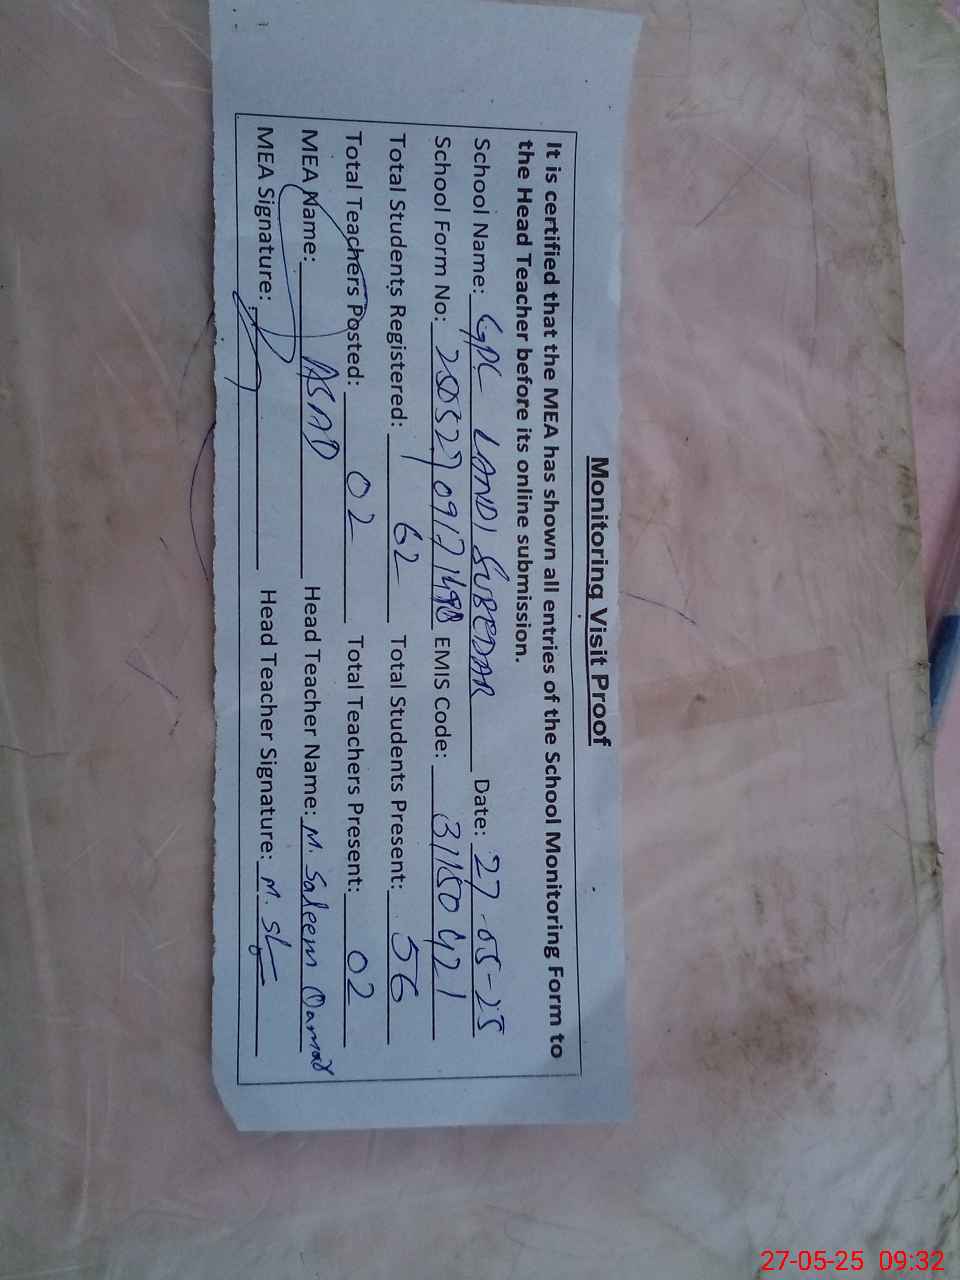 Monitoring Visit Proof
It is certified that the MEA has shown all entries of the School Monitoring Form to
the Head Teacher before its online submission.
School Name: GPC LANDI SUBEDAR Date: 27-05-25
School Form No: EMIS Code: 31150421
Total Students Registered: 62 Total Students Present: 56
Total Teachers Posted: 02 Total Teachers Present: 02
MEA Name: ASAD Head Teacher Name: M. Saleem
MEA Signature: Head Teacher Signature:
27-05-25 09:32